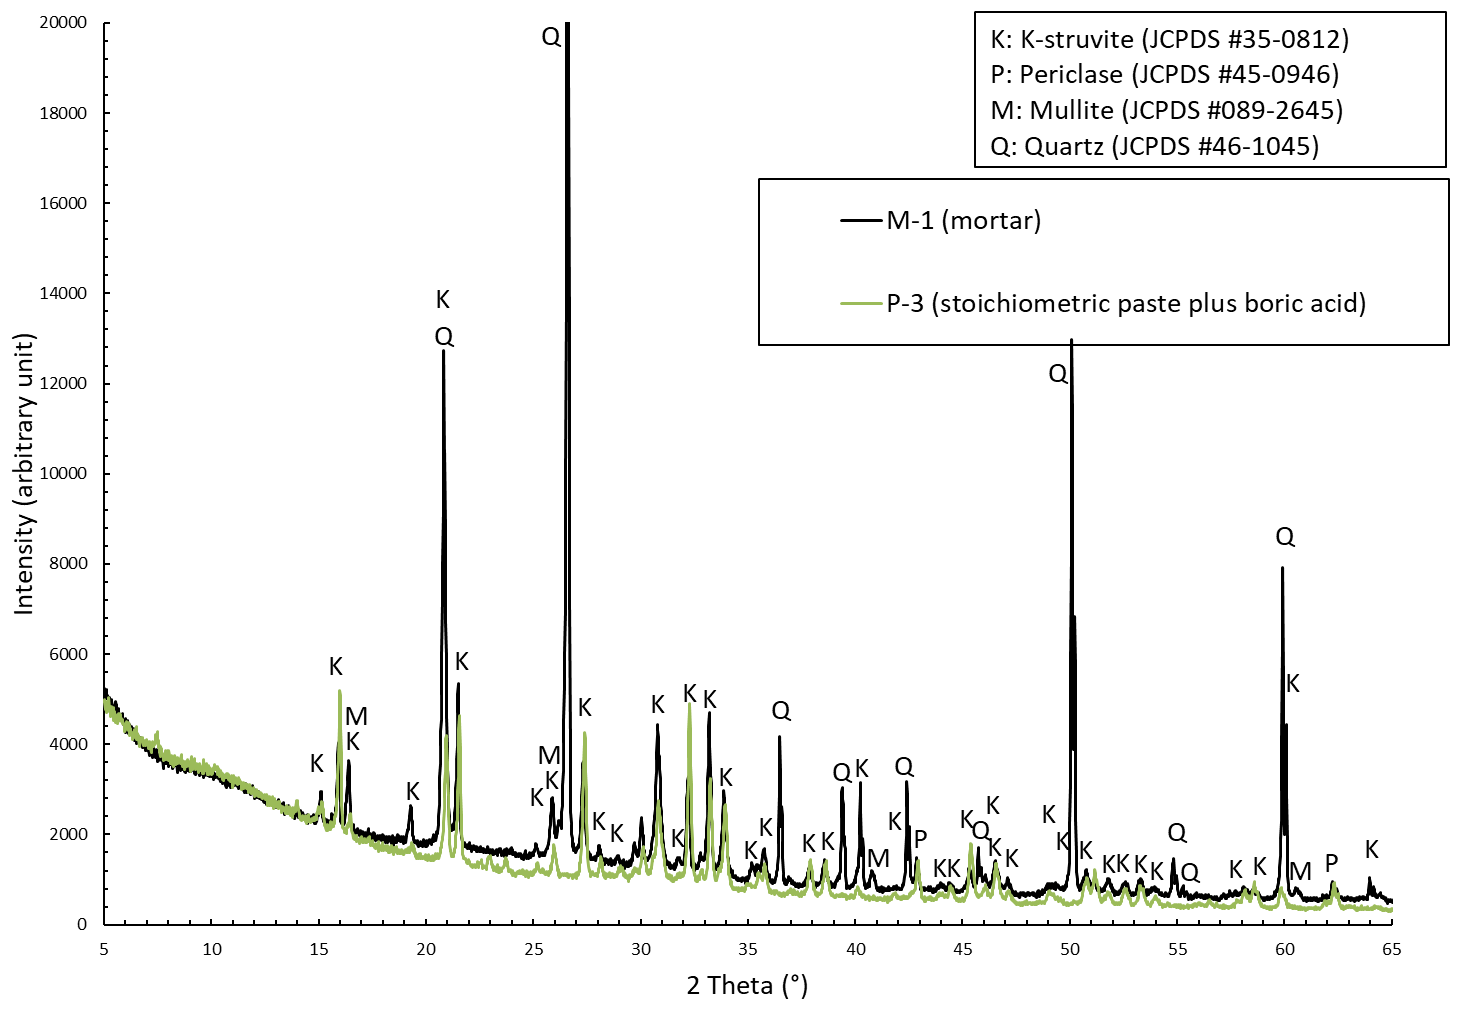 20000
18000
16000
14000
12000
10000
8000
6000
4000
2000
0
Intensity (arbitrary unit)
K: K-struvite (JCPDS #35-0812)
P: Periclase (JCPDS #45-0946)
M: Mullite (JCPDS #089-2645)
Q: Quartz (JCPDS #46-1045)
M-1 (mortar)
P-3 (stoichiometric paste plus boric acid)
K
K
M
K
K
K
Q
K
K
M
K
Q
K
K
K
K
K
K
K
K
K
K
Q
K
K
Q
K
M
K
Q
P
K
K
K
Q
K
K
K
K
K
Q
K
K
K
K
K
Q
Q
K
K
Q
K
M
P
K
5 10 15 20 25 30 35 40 45 50 55 60 65
2 Theta (°)